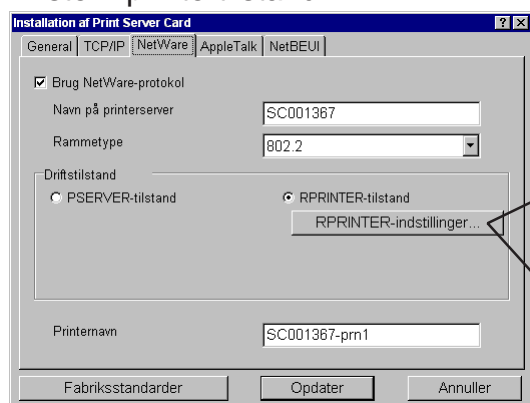 Installation af Print Server Card
General TCP/IP NetWare AppleTalk NetBEUI
Brug NetWare-protokol
Navn på printerserver SC001367
Rammetype 802.2
Driftstilstand
PSERVER-tilstand RPRINTER-tilstand
RPRINTER-indstillinger...
Printernavn SC001367-prn1
Fabriksstandarder Opdater Annuller